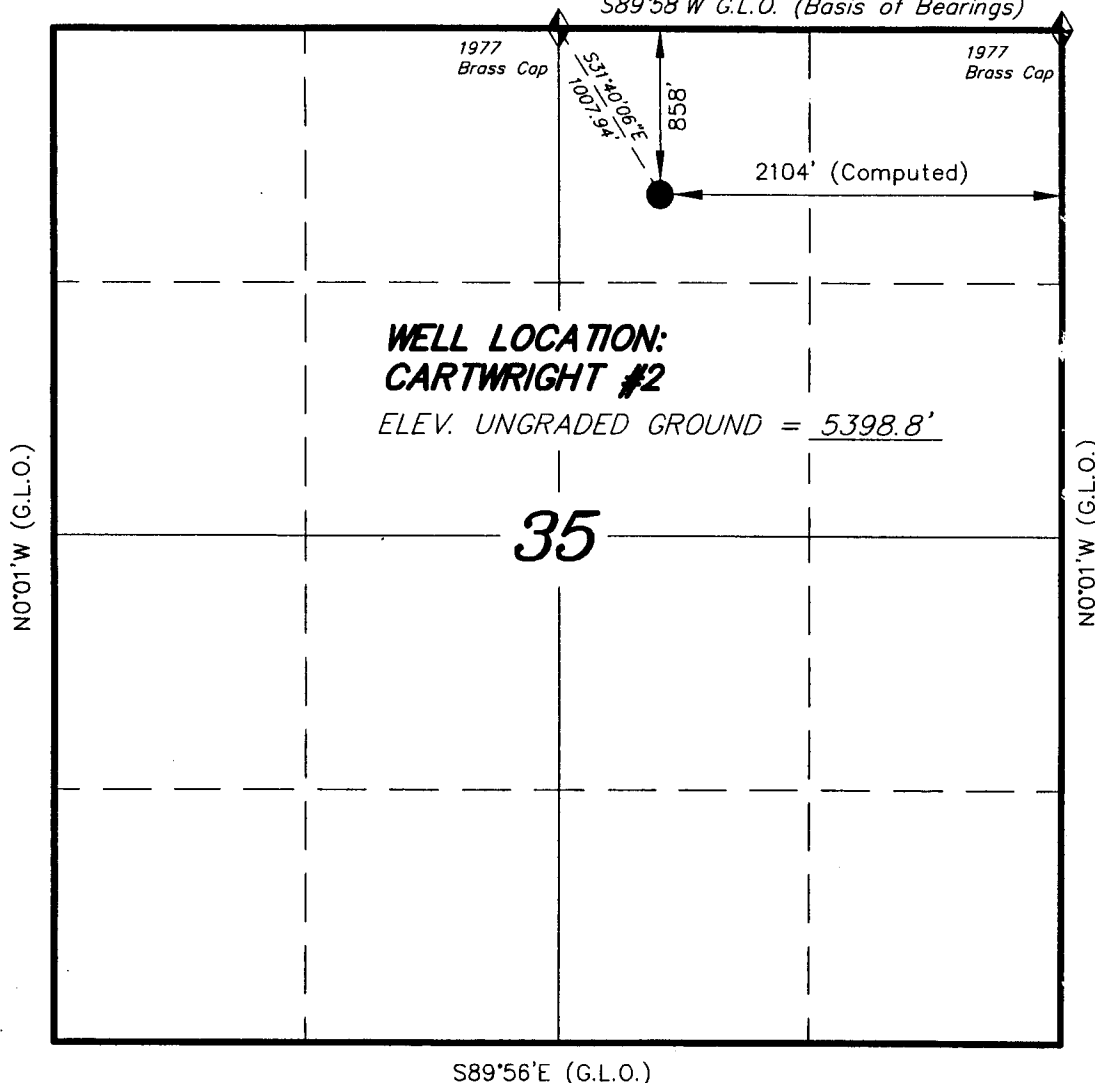 S89°58'W G.L.O. (Basis of Bearings)
1977
Brass Cap
1977
Brass Cap
S31°40'06"E
1007.94'
858'
2104' (Computed)
WELL LOCATION:
CARTWRIGHT #2
ELEV. UNGRADED GROUND = 5398.8'
N0°01'W (G.L.O.)
35
N0°01'W (G.L.O.)
S89°56'E (G.L.O.)